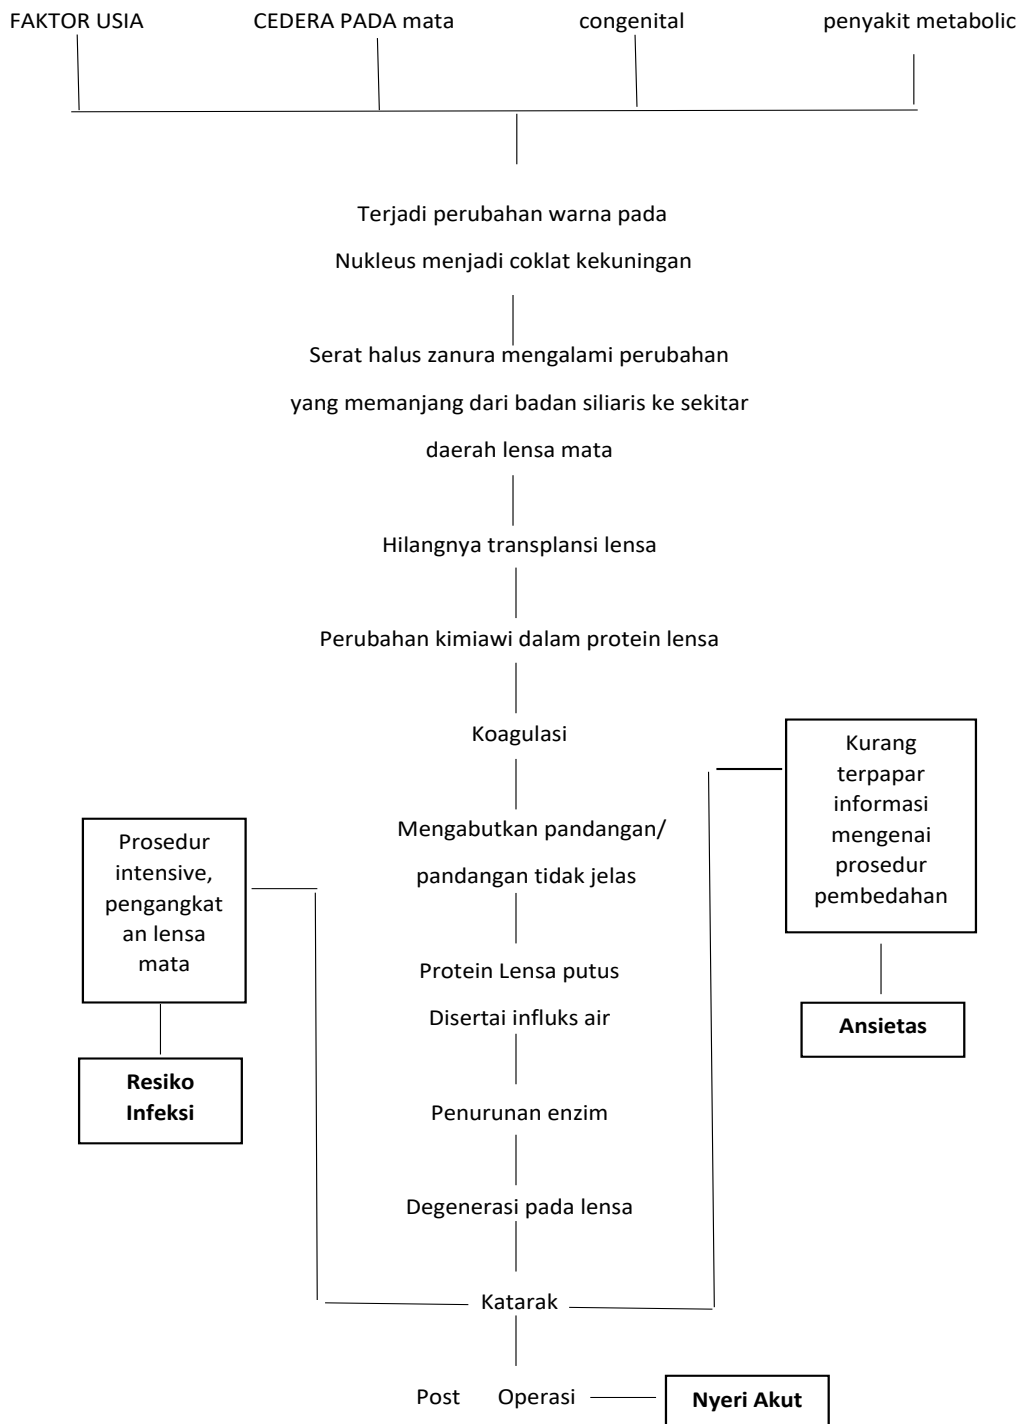 FAKTOR USIA
CEDERA PADA mata
congenital
penyakit metabolic
Terjadi perubahan warna pada
Nukleus menjadi coklat kekuningan
Serat halus zanura mengalami perubahan
yang memanjang dari badan siliaris ke sekitar
daerah lensa mata
Hilangnya transplansi lensa
Perubahan kimiawi dalam protein lensa
Koagulasi
Mengabutkan pandangan/
pandangan tidak jelas
Protein Lensa putus
Disertai influks air
Penurunan enzim
Degenerasi pada lensa
Katarak
Post Operasi
Nyeri Akut
Prosedur
intensive,
pengangkat
an lensa
mata
Resiko
Infeksi
Kurang
terpapar
informasi
mengenai
prosedur
pembedahan
Ansietas